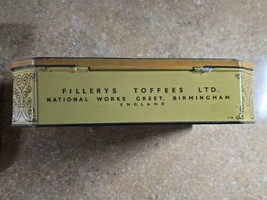 FILLERYS TOFFEES LTD.
NATIONAL WORKS GREET, BIRMINGHAM
ENGLAND